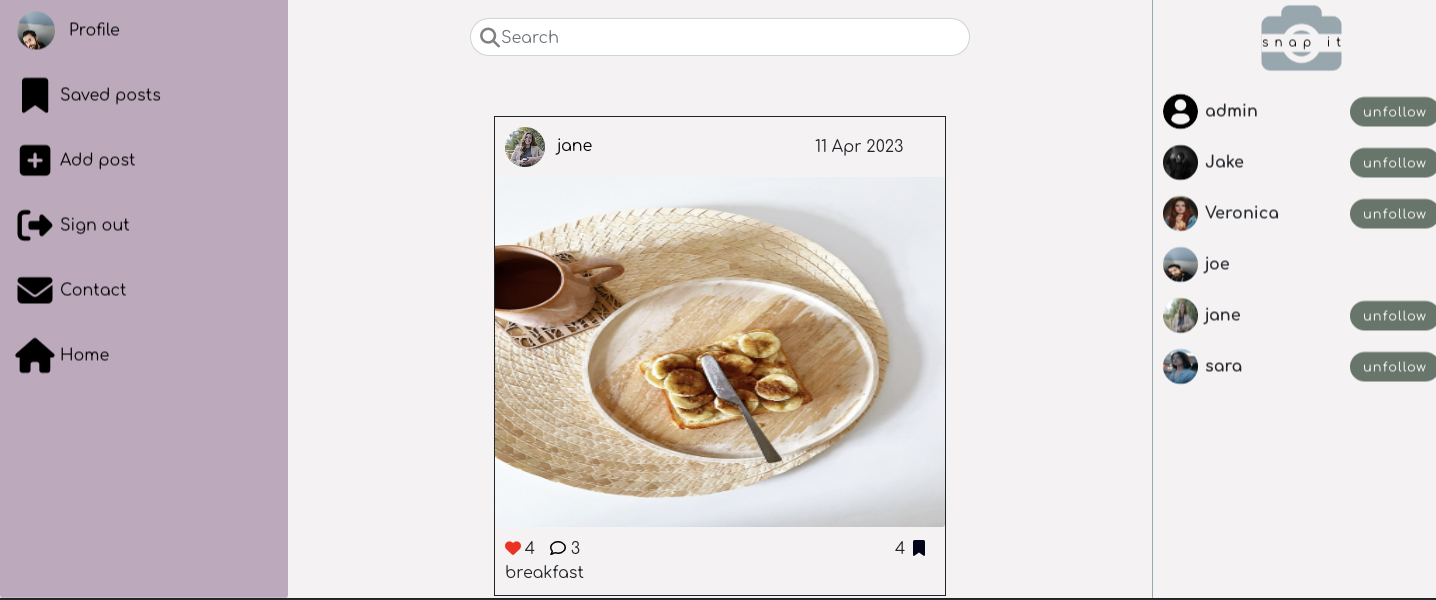 Profile
Saved posts
Add post
Sign out
Contact
Home
Search
jane
11 Apr 2023
4
3
4
breakfast
snap it
admin
unfollow
Jake
unfollow
Veronica
unfollow
joe
jane
unfollow
sara
unfollow